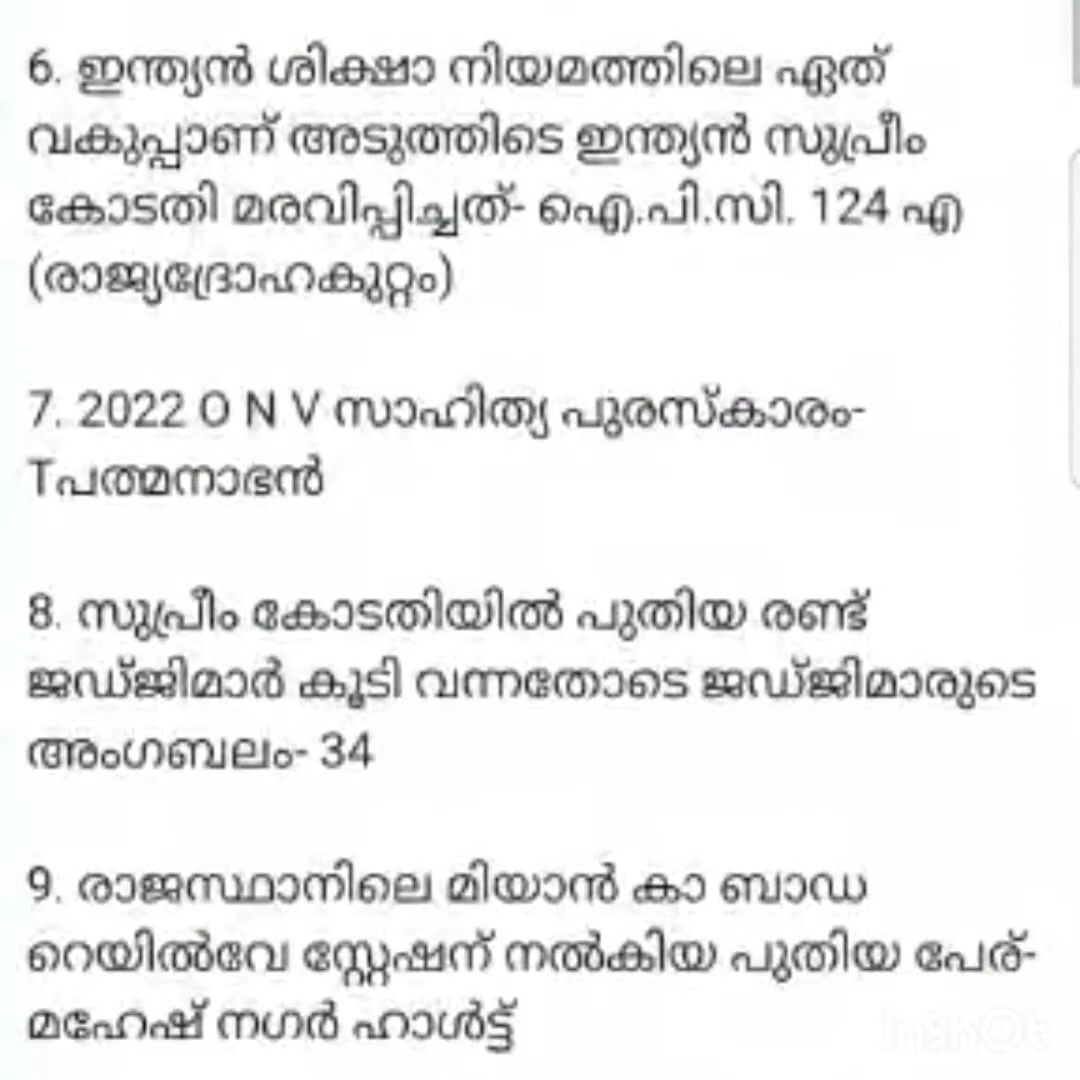 6. ഇന്ത്യൻ ശിക്ഷാ നിയമത്തിലെ ഏത്
വകുപ്പാണ് അടുത്തിടെ ഇന്ത്യൻ സുപ്രീം
കോടതി മരവിപ്പിച്ചത്- ഐ.പി.സി. 124 എ
(രാജ്യദ്രോഹകുറ്റം)
7. 2022 O N V സാഹിത്യ പുരസ്കാരം-
Tപത്മനാഭൻ
8. സുപ്രീം കോടതിയിൽ പുതിയ രണ്ട്
ജഡ്ജിമാർ കൂടി വന്നതോടെ ജഡ്ജിമാരുടെ
അംഗബലം- 34
9. രാജസ്ഥാനിലെ മിയാൻ കാ ബാഡ
റെയിൽവേ സ്റ്റേഷന് നൽകിയ പുതിയ പേര്-
മഹേഷ് നഗർ ഹാൾട്ട്
InShOt